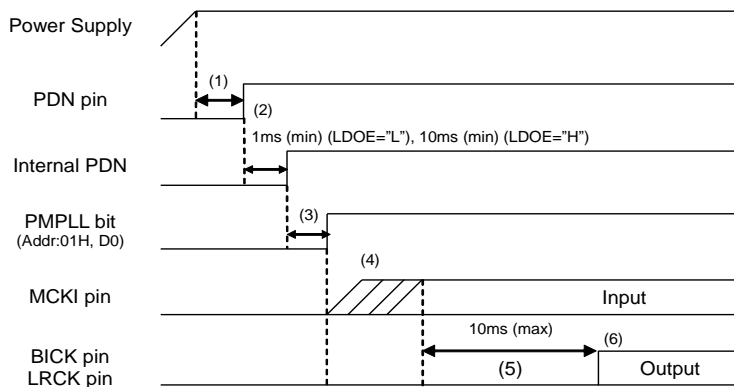 Power Supply
(1)
PDN pin
(2)
1ms (min) (LDOE="L"), 10ms (min) (LDOE="H")
Internal PDN
(3)
PMPLL bit
(Addr:01H, D0)
(4)
MCKI pin
Input
10ms (max)
(5)
(6)
BICK pin
LRCK pin
Output